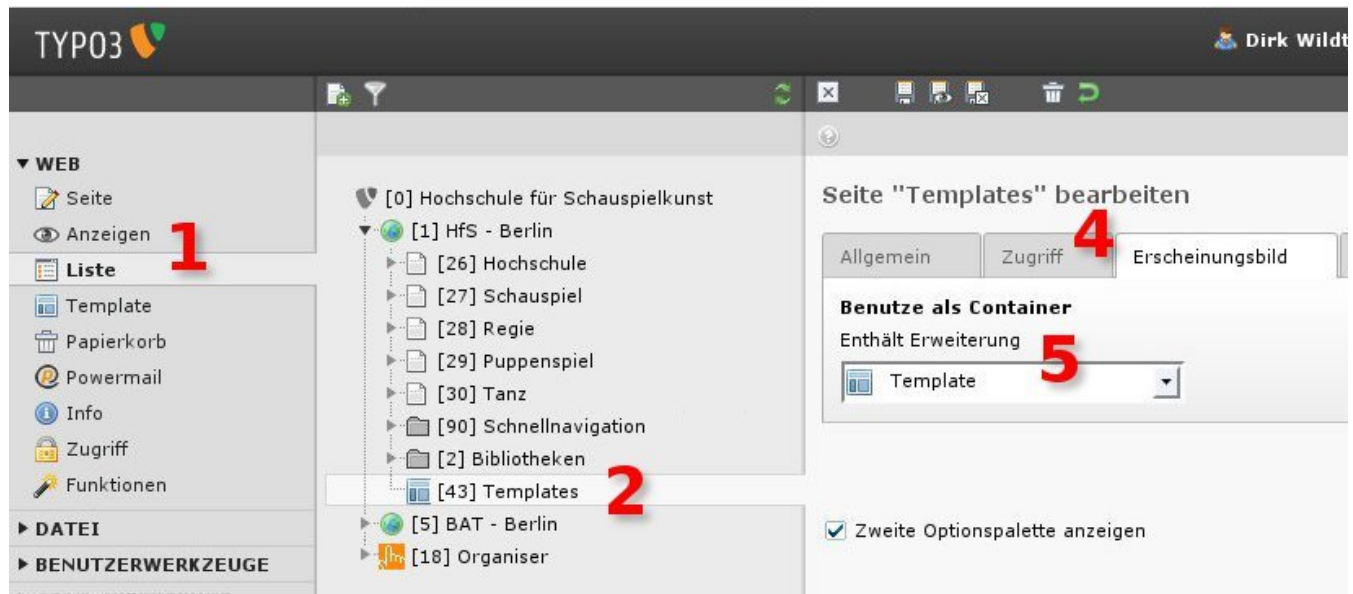 TYPO3
Dirk Wildt
WEB
Seite
Anzeigen
1
Liste
Template
Papierkorb
Powermail
Info
Zugriff
Funktionen
DATEI
BENUTZERWERKZEUGE
[0] Hochschule für Schauspielkunst
[1] HfS - Berlin
[26] Hochschule
[27] Schauspiel
[28] Regie
[29] Puppenspiel
[30] Tanz
[90] Schnellnavigation
[2] Bibliotheken
[43] Templates
2
[5] BAT - Berlin
[18] Organiser
Seite "Templates" bearbeiten
4
Allgemein Zugriff Erscheinungsbild
Benutze als Container
Enthält Erweiterung
5
Template
Zweite Optionspalette anzeigen